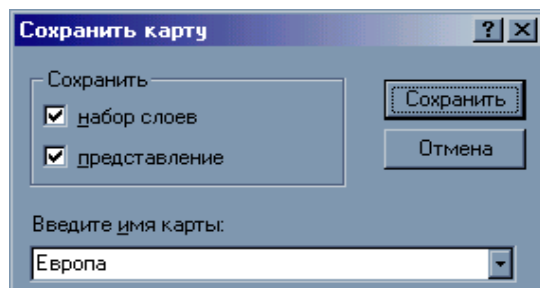 Сохранить карту
Сохранить
набор слоев
представление
Сохранить
Отмена
Введите имя карты:
Европа